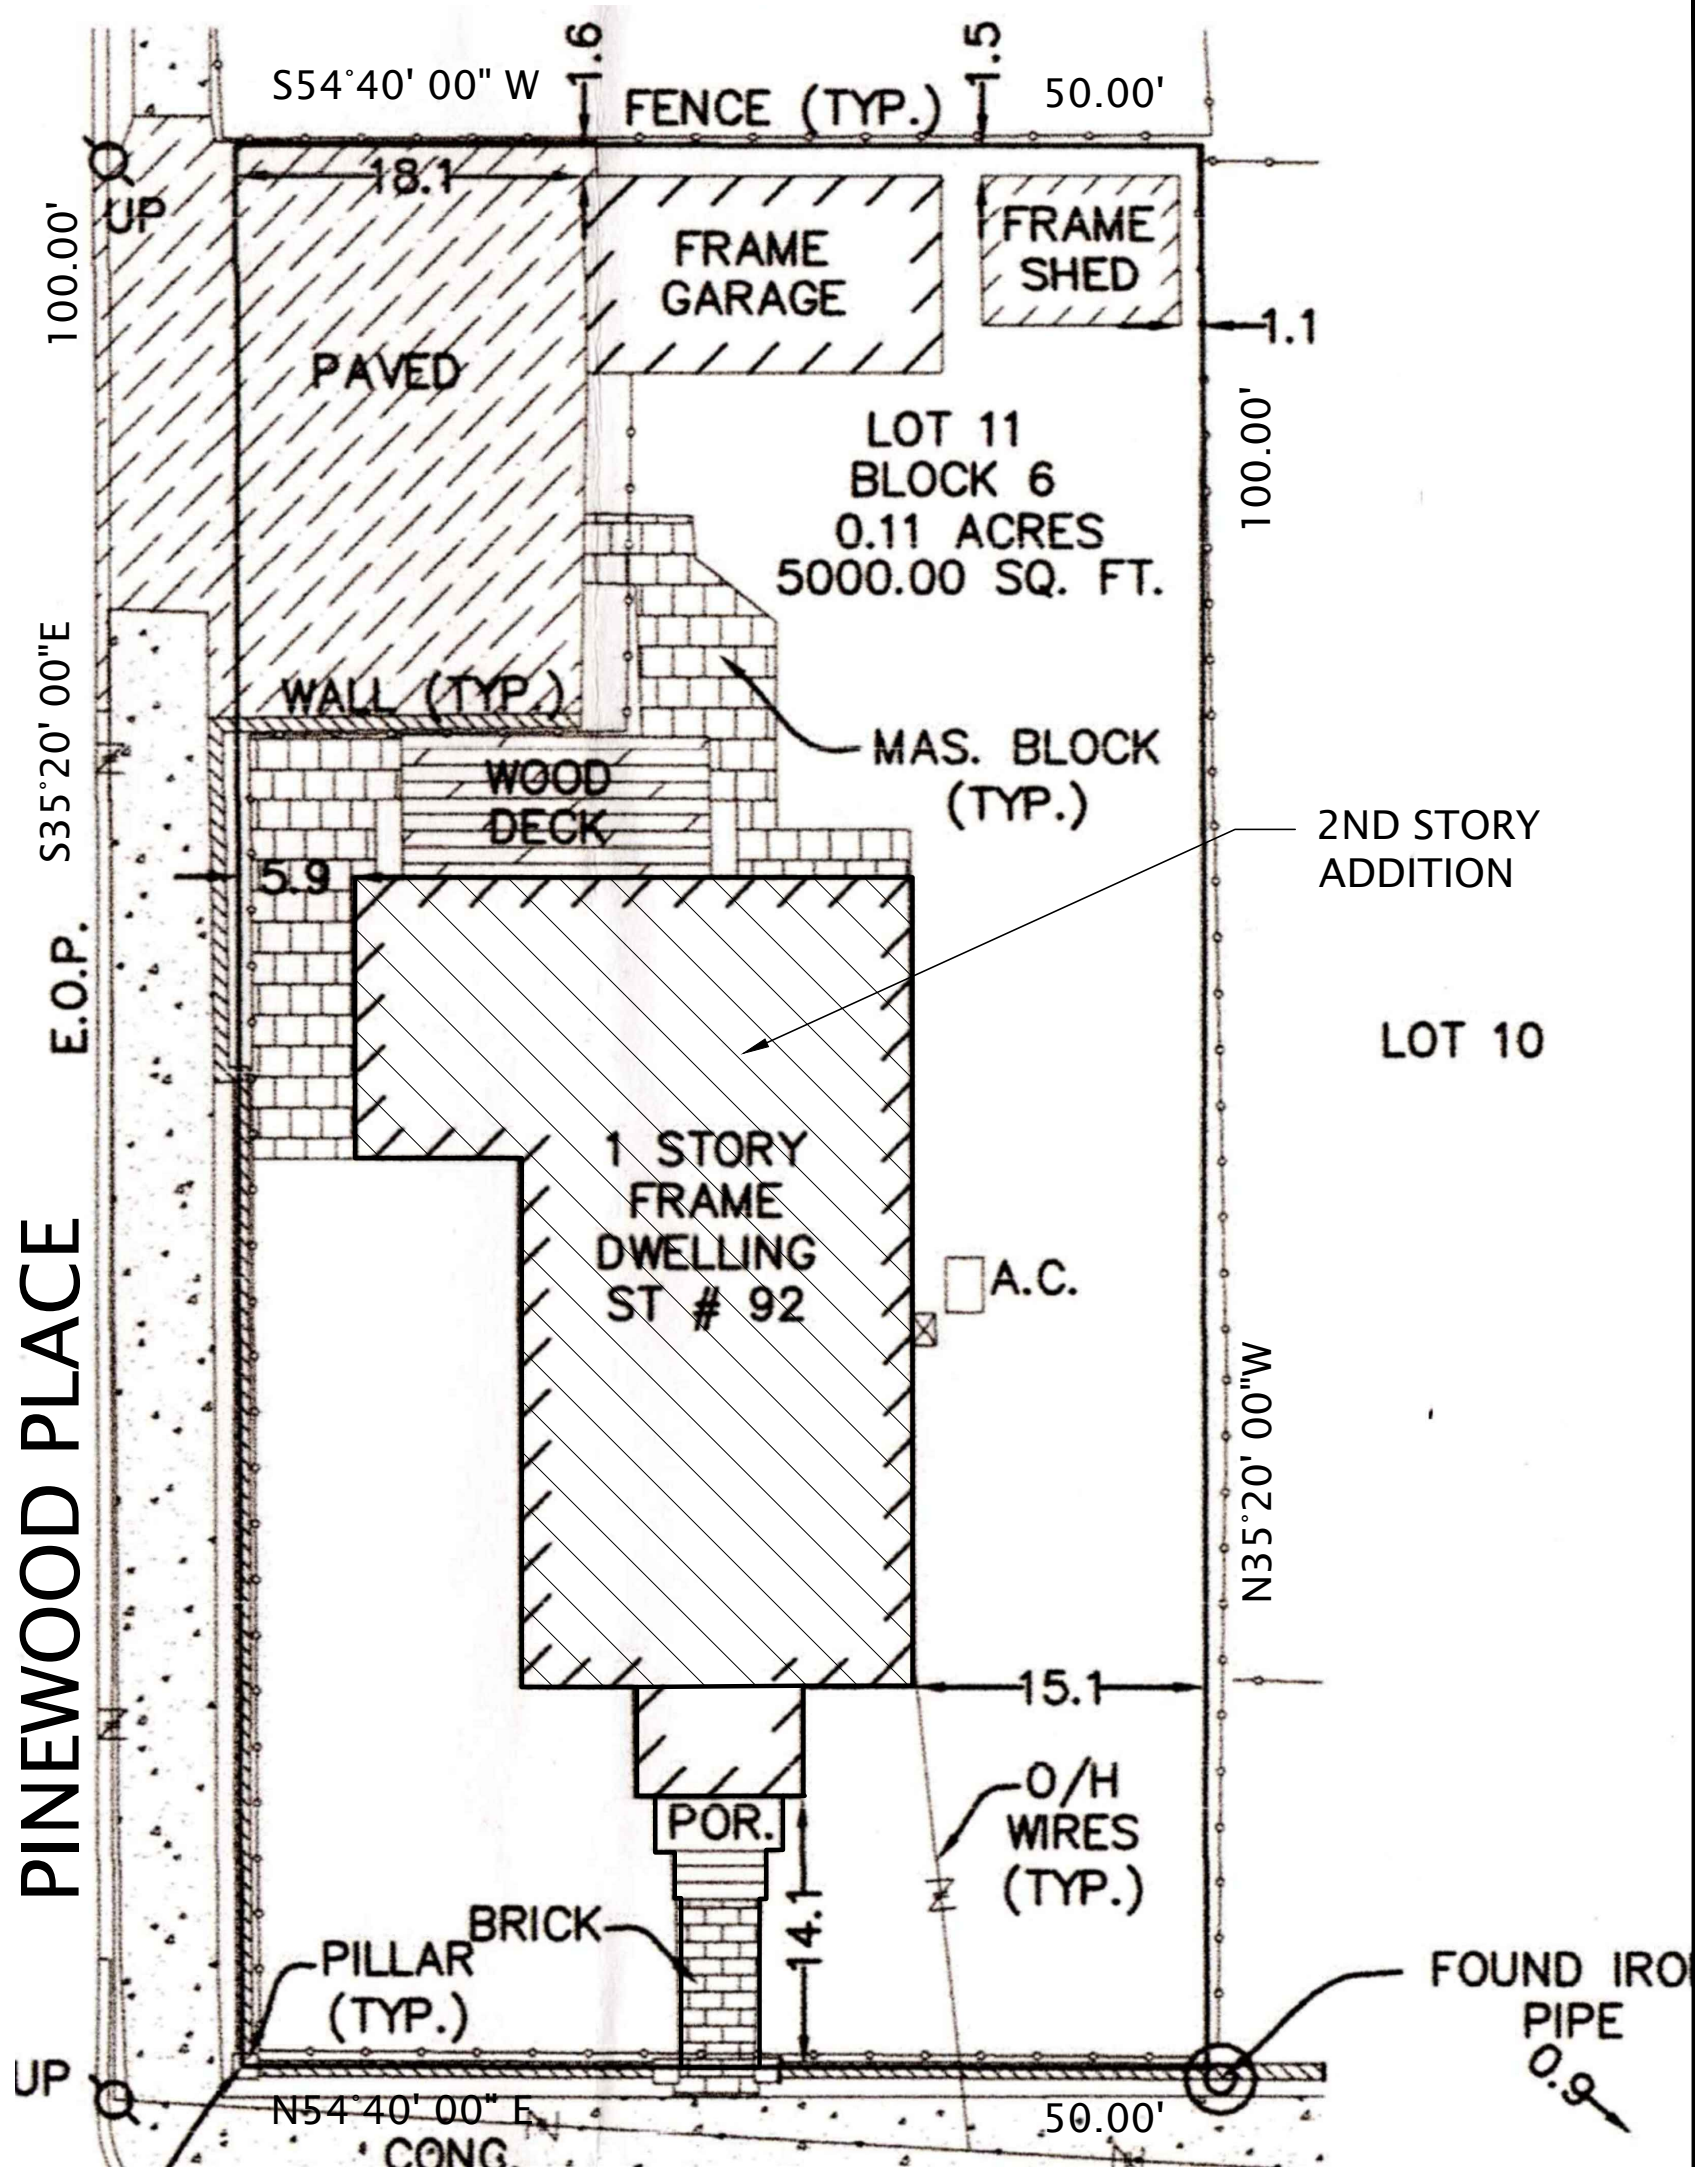 S54°40' 00" W
1.6
FENCE (TYP.)
1.5
50.00'
UP
100.00'
18.1
FRAME
GARAGE
FRAME
SHED
1.1
PAVED
LOT 11
BLOCK 6
0.11 ACRES
5000.00 SQ. FT.
100.00'
S35°20' 00"E
WALL (TYP.)
WOOD
DECK
MAS. BLOCK
(TYP.)
2ND STORY
ADDITION
5.9
E.O.P.
LOT 10
1 STORY
FRAME
DWELLING
ST # 92
A.C.
PINEWOOD PLACE
N35°20' 00"W
15.1
O/H
WIRES
(TYP.)
POR.
14.1
BRICK
PILLAR
(TYP.)
FOUND IRO
PIPE
0.9
UP
N54°40' 00" E
50.00'
CONC.